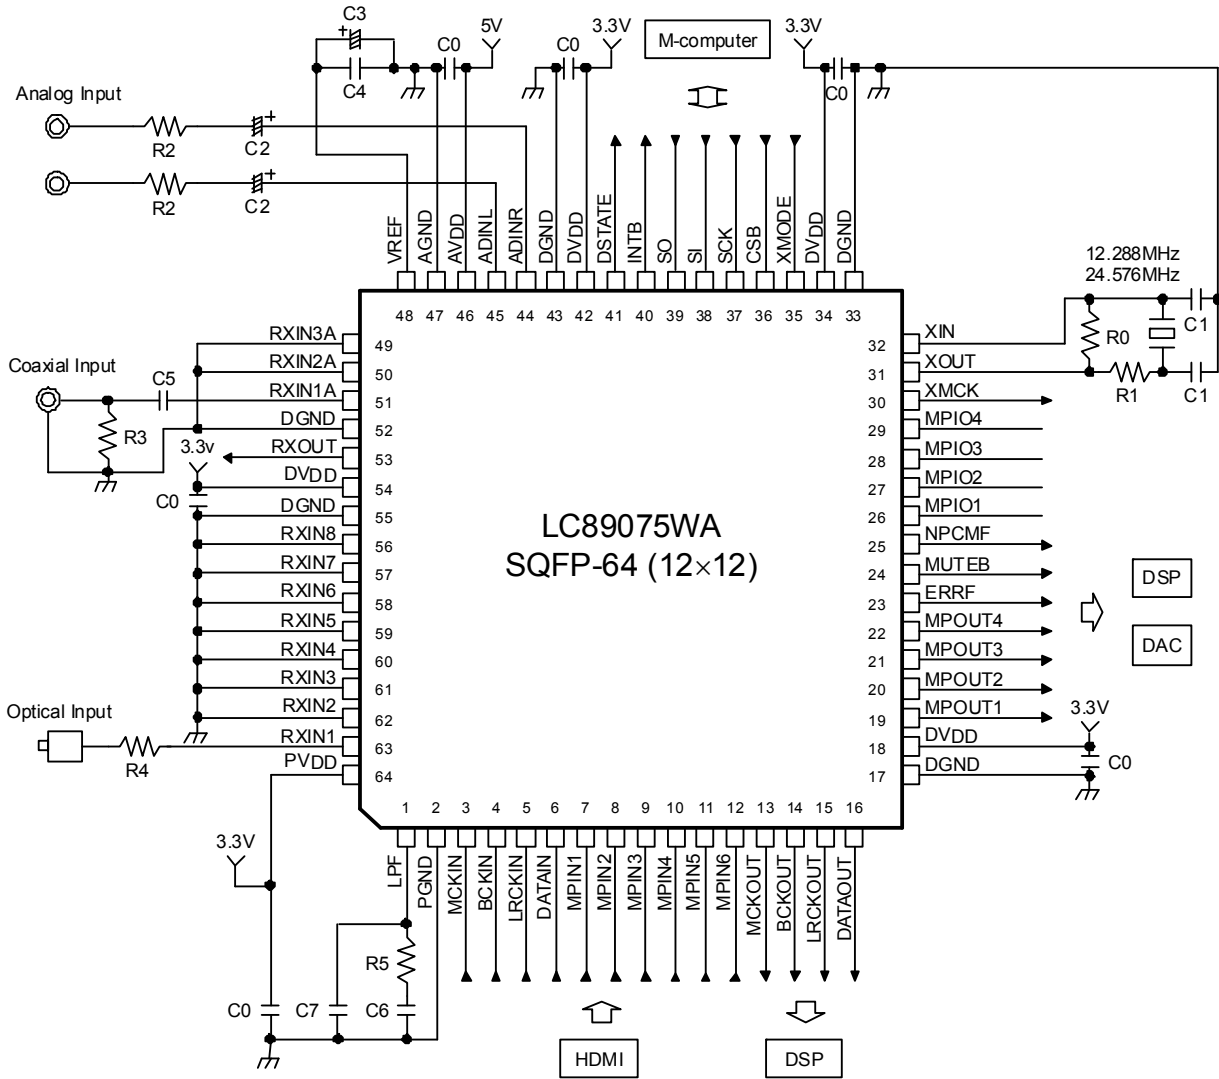 C3
+
5V
C0
3.3V
C0
M-computer
3.3V
C0
C4
Analog Input
R2
C2
+
R2
C2
+
VREF
AGND
AVDD
ADINL
ADINR
DGND
DVDD
DSTATE
INTB
SO
SI
SCK
CSB
XMODE
DVDD
DGND
12.288MHz
24.576MHz
48 47 46 45 44 43 42 41 40 39 38 37 36 35 34 33
RXIN3A 49
RXIN2A 50
RXIN1A 51
DGND 52
RXOUT 53
DVDD 54
DGND 55
RXIN8 56
RXIN7 57
RXIN6 58
RXIN5 59
RXIN4 60
RXIN3 61
RXIN2 62
RXIN1 63
PVDD 64
Coaxial Input
C5
R3
3.3v
C0
Optical Input
R4
LC89075WA
SQFP-64 (12×12)
32 XIN
31 XOUT
30 XMCK
29 MPIO4
28 MPIO3
27 MPIO2
26 MPIO1
25 NPCMF
24 MUTEB
23 ERRF
22 MPOUT4
21 MPOUT3
20 MPOUT2
19 MPOUT1
18 DVDD
17 DGND
R0
C1
R1
C1
DSP
DAC
3.3V
C0
1 2 3 4 5 6 7 8 9 10 11 12 13 14 15 16
LPF
PGND
MCKIN
BCKIN
LRCKIN
DATAIN
MPIN1
MPIN2
MPIN3
MPIN4
MPIN5
MPIN6
MCKOUT
BCKOUT
LRCKOUT
DATAOUT
3.3V
R5
C0
C7
C6
HDMI
DSP